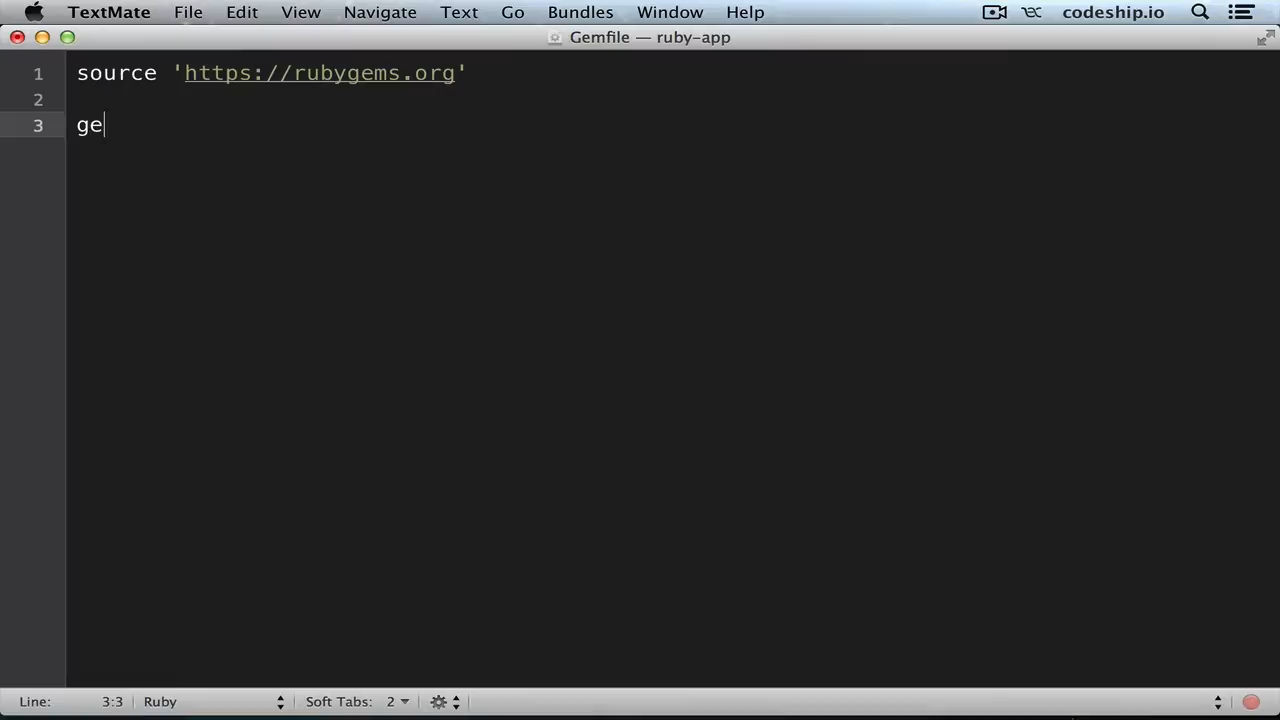 TextMate File Edit View Navigate Text Go Bundles Window Help codeship.io
Gemfile — ruby-app
1 source 'https://rubygems.org'
2
3 ge
Line: 3:3 Ruby Soft Tabs: 2